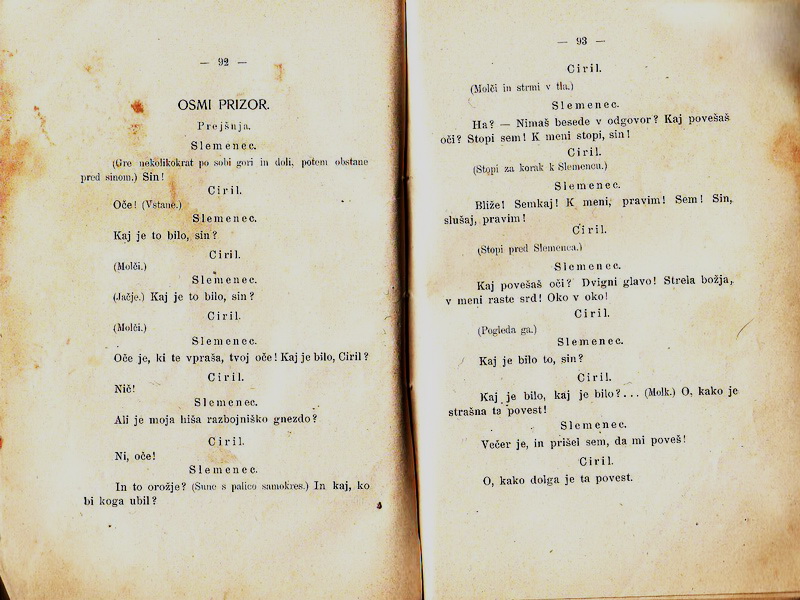 — 92 —
OSMI PRIZOR.
Prejšnja.
Slemenec.
(Gre nekolikokrat po sobi gori in doli, potem obstane
pred sinom.) Sin!
Ciril.
Oče! (Vstane.)
Slemenec.
Kaj je to bilo, sin?
Ciril.
(Molči.)
Slemenec.
(Jačje.) Kaj je to bilo, sin?
Ciril.
(Molči.)
Slemenec.
Oče je, ki te vpraša, tvoj oče! Kaj je bilo, Ciril?
Ciril.
Nič!
Slemenec.
Ali je moja hiša razbojniško gnezdo?
Ciril.
Ni, oče!
Slemenec.
In to orožje? (Sune s palico samokres.) In kaj, ko
bi koga ubil?
— 93 —
Ciril.
(Molči in strmi v tla.)
Slemenec.
Ha? — Nimaš besede v odgovor? Kaj povešaš
oči? Stopi sem! K meni stopi, sin!
Ciril.
(Stopi za korak k Slemencu.)
Slemenec.
Bliže! Semkaj! K meni, pravim! Sem! Sin,
slušaj, pravim!
Ciril.
(Stopi pred Slemenca.)
Slemenec.
Kaj povešaš oči? Dvigni glavo! Strela božja,
v meni raste srd! Oko v oko!
Ciril.
(Pogleda ga.)
Slemenec.
Kaj je bilo to, sin?
Ciril.
Kaj je bilo, kaj je bilo?... (Molk.) O, kako je
strašna ta povest!
Slemenec.
Večer je, in prišel sem, da mi poveš!
Ciril.
O, kako dolga je ta povest.